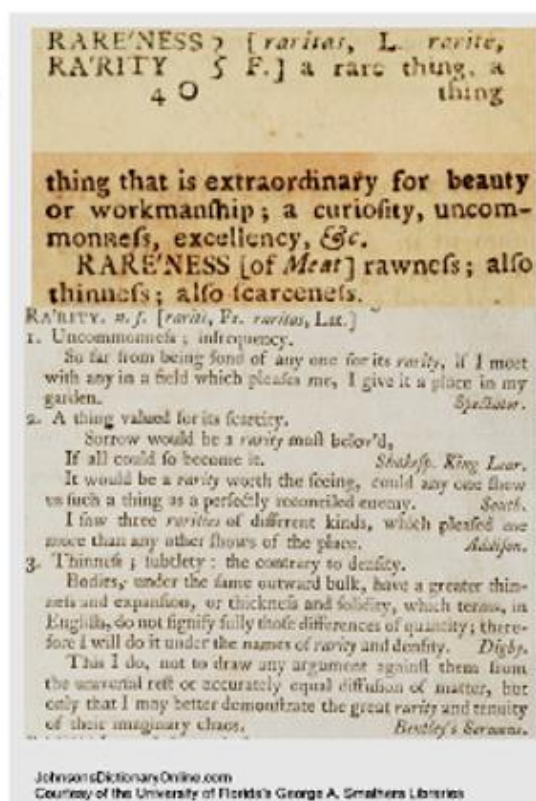 RARE'NESS } [raritas, L. rarité,
RA'RITY } F.] a rare thing, a
4 O thing
thing that is extraordinary for beauty
or workmanſhip; a curioſity, uncom-
monneſs, excellency, &c.
RARE'NESS [of Meat] rawneſs; alſo
thinneſs; alſo ſcarceneſs.
RA'RITY. n. ſ. [rarité, Fr. raritas, Lat.]
1. Uncommonneſs; infrequency.
So far from being fond of any one for its rarity, if I meet
with any in a field which pleaſes me, I give it a place in my
garden. Spectator.
2. A thing valued for its ſcarcity.
Sorrow would be a rarity moſt belov'd,
If all could ſo become it. Shakeſp. King Lear.
It would be a rarity worth the ſeeing, could any one ſhow
us ſuch a thing as a perfectly reconciled enemy. South.
I ſaw three rarities of different kinds, which pleaſed me
more than any other ſhows of the place. Addiſon.
3. Thinneſs; ſubtlety: the contrary to denſity.
Bodies, under the ſame outward bulk, have a greater thin-
neſs and expanſion, or thickneſs and ſolidity, which terms, in
Engliſh, do not ſignify fully thoſe differences of quantity; there-
fore I will do it under the names of rarity and denſity. Digby.
This I do, not to draw any argument againſt them from
the univerſal reſt or accurately equal diffuſion of matter, but
only that I may better demonſtrate the great rarity and tenuity
of their imaginary chaos. Bentley's Sermons.
JohnsonsDictionaryOnline.com
Courtesy of the University of Florida's George A. Smathers Libraries